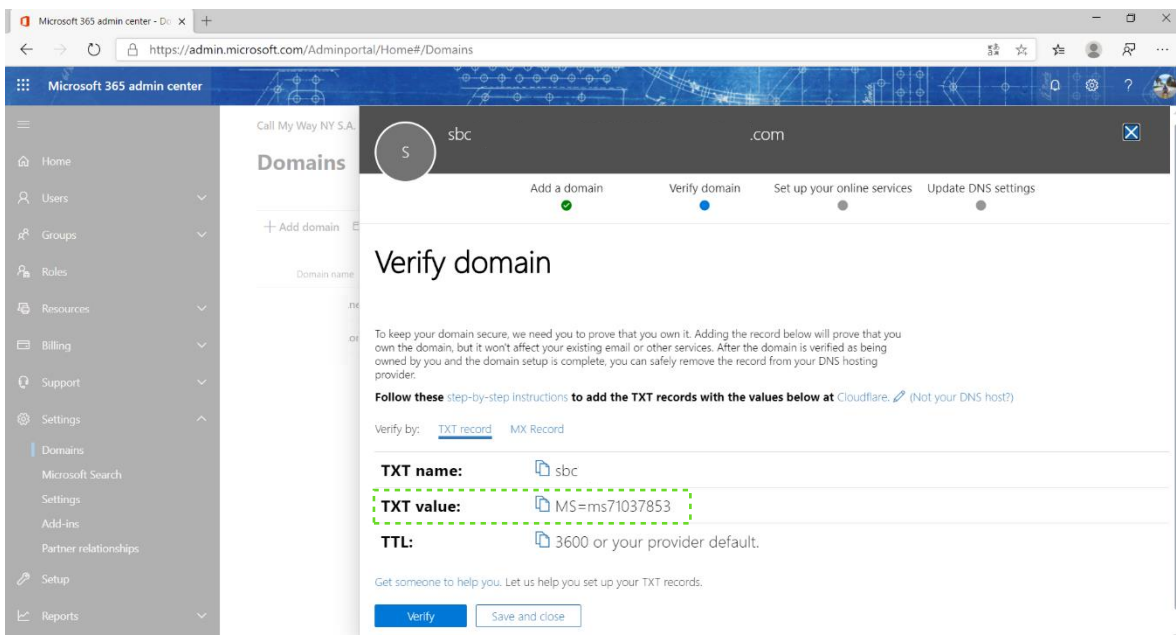 Microsoft 365 admin center - Do
https://admin.microsoft.com/Adminportal/Home#/Domains
Microsoft 365 admin center
Home
Users
Groups
Roles
Resources
Billing
Support
Settings
Domains
Microsoft Search
Settings
Add-ins
Partner relationships
Setup
Reports
Call My Way NY S.A.
Domains
Add domain
Domain name
S
sbc .com
Add a domain Verify domain Set up your online services Update DNS settings
Verify domain
To keep your domain secure, we need you to prove that you own it. Adding the record below will prove that you
own the domain, but it won't affect your existing email or other services. After the domain is verified as being
owned by you and the domain setup is complete, you can safely remove the record from your DNS hosting
provider.
Follow these step-by-step instructions to add the TXT records with the values below at Cloudflare. (Not your DNS host?)
Verify by: TXT record MX Record
TXT name: sbc
TXT value: MS=ms71037853
TTL: 3600 or your provider default.
Get someone to help you. Let us help you set up your TXT records.
Verify Save and close